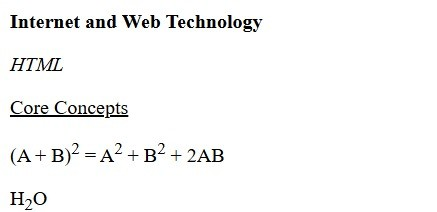 Internet and Web Technology
HTML
Core Concepts
(A + B)² = A² + B² + 2AB
H₂O